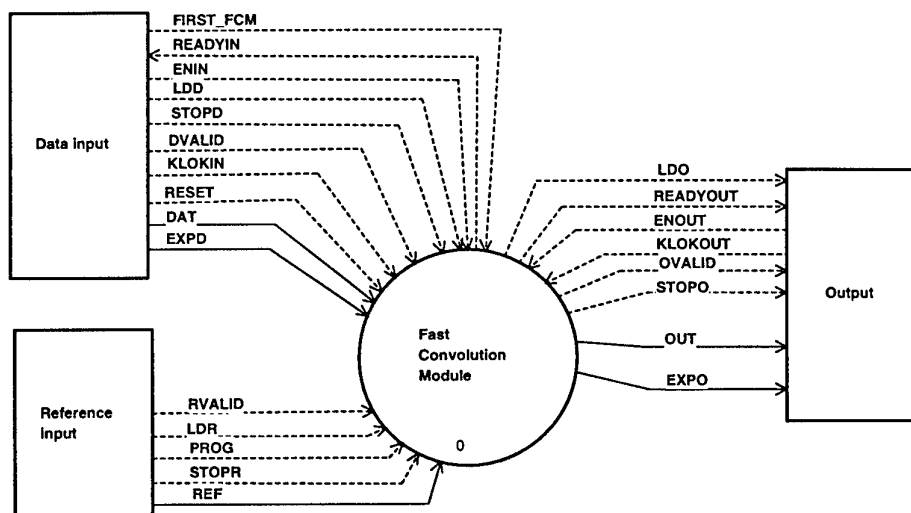 FIRST_FCM
READYIN
ENIN
LDD
STOPD
DVALID
KLOKIN
RESET
DAT
EXPD
Data input
LDO
READYOUT
ENOUT
KLOKOUT
OVALID
STOPO
OUT
EXPO
Output
Fast
Convolution
Module
0
Reference
input
RVALID
LDR
PROG
STOPR
REF